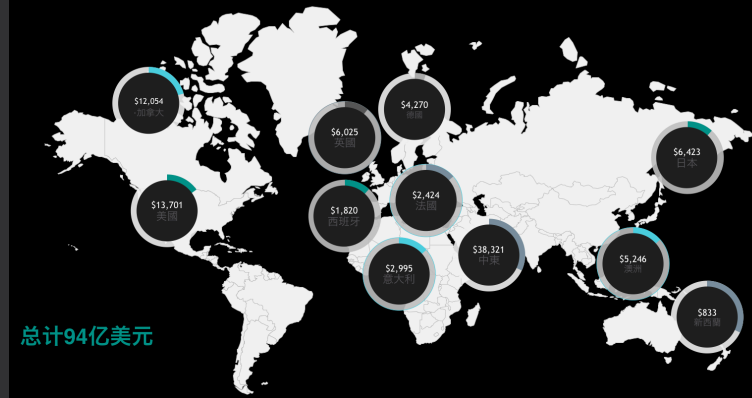 $12,054
-加拿大
$4,270
德國
$6,025
英國
$6,423
日本
$13,701
美國
$1,820
西班牙
$2,424
法國
$38,321
中東
$2,995
意大利
$5,246
澳洲
$833
新西蘭
总计94亿美元